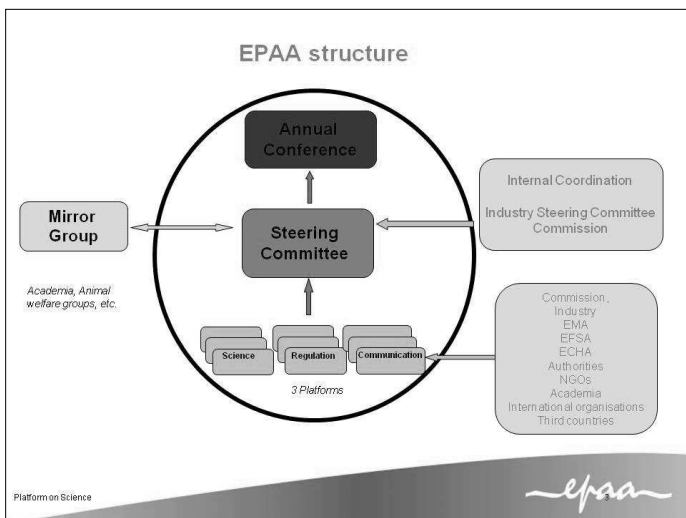 EPAA structure
Annual
Conference
Internal Coordination
Industry Steering Committee
Commission
Mirror
Group
Steering
Committee
Academia, Animal
welfare groups, etc.
Science
Regulation
Communication
3 Platforms
Commission,
Industry
EMA
EFSA
ECHA
Authorities
NGOs
Academia
International organisations
Third countries
Platform on Science
3
epaa